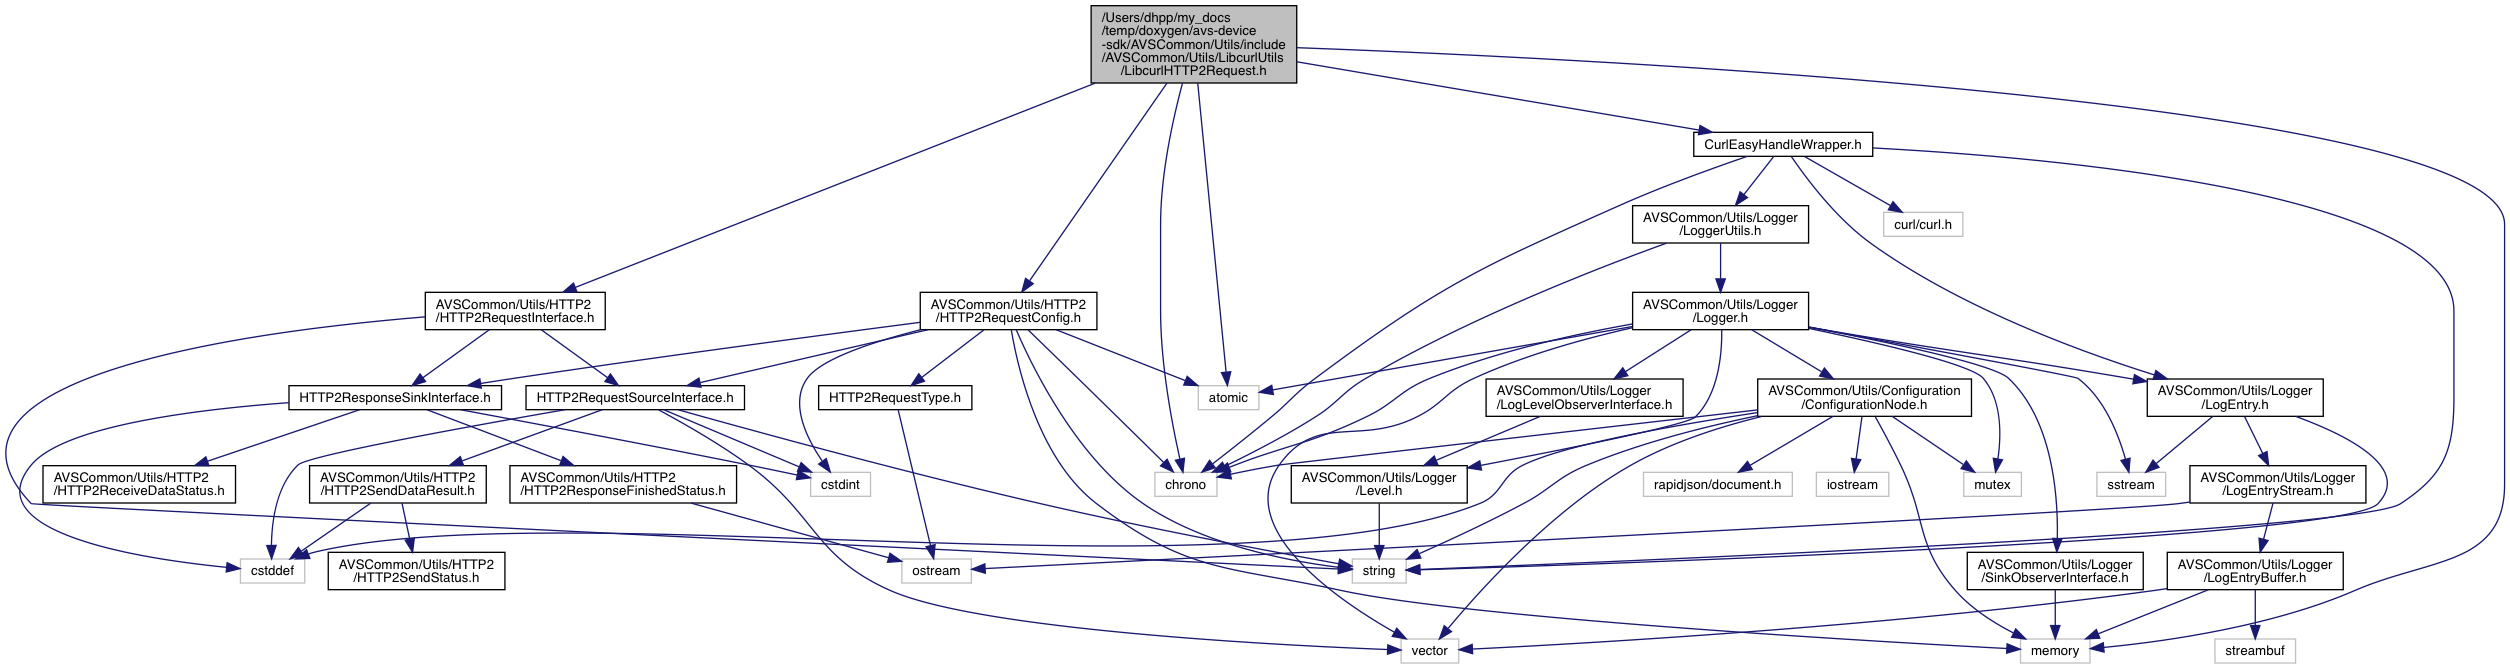 /Users/dhpp/my_docs
/temp/doxygen/avs-device
-sdk/AVSCommon/Utils/include
/AVSCommon/Utils/LibcurlUtils
/LibcurlHTTP2Request.h
CurlEasyHandleWrapper.h
AVSCommon/Utils/Logger
/LoggerUtils.h
curl/curl.h
AVSCommon/Utils/HTTP2
/HTTP2RequestInterface.h
AVSCommon/Utils/HTTP2
/HTTP2RequestConfig.h
AVSCommon/Utils/Logger
/Logger.h
HTTP2ResponseSinkInterface.h
HTTP2RequestSourceInterface.h
HTTP2RequestType.h
atomic
AVSCommon/Utils/Logger
/LogLevelObserverInterface.h
AVSCommon/Utils/Configuration
/ConfigurationNode.h
AVSCommon/Utils/Logger
/LogEntry.h
AVSCommon/Utils/HTTP2
/HTTP2ReceiveDataStatus.h
AVSCommon/Utils/HTTP2
/HTTP2SendDataResult.h
AVSCommon/Utils/HTTP2
/HTTP2ResponseFinishedStatus.h
cstdint
chrono
AVSCommon/Utils/Logger
/Level.h
rapidjson/document.h
iostream
mutex
sstream
AVSCommon/Utils/Logger
/LogEntryStream.h
cstddef
AVSCommon/Utils/HTTP2
/HTTP2SendStatus.h
ostream
string
AVSCommon/Utils/Logger
/SinkObserverInterface.h
AVSCommon/Utils/Logger
/LogEntryBuffer.h
vector
memory
streambuf